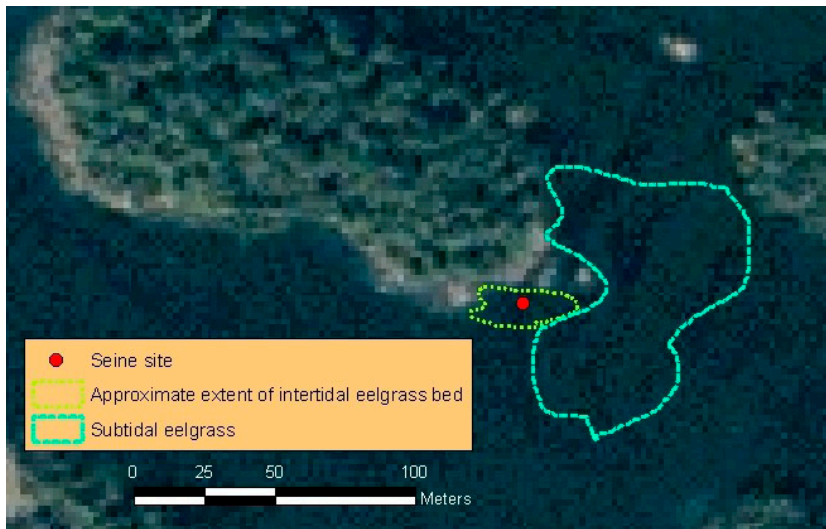 Seine site
Approximate extent of intertidal eelgrass bed
Subtidal eelgrass
0 25 50 100
Meters